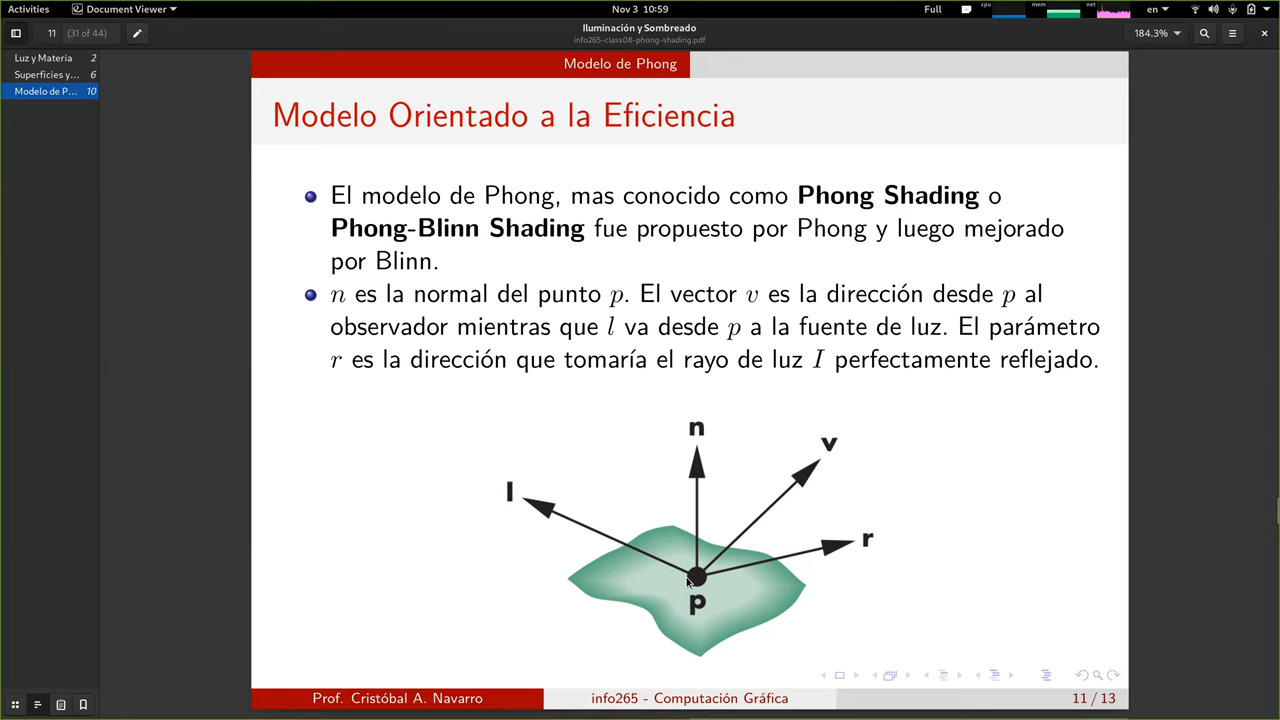 Activities
Document Viewer
Nov 3 10:59
Full
cpu
mem
net
en
11
(31 of 44)
Iluminación y Sombreado
info265-class08-phong-shading.pdf
184.3%
Luz y Materia 2
Superficies y... 6
Modelo de P... 10
Modelo de Phong
Modelo Orientado a la Eficiencia
El modelo de Phong, mas conocido como Phong Shading o
Phong-Blinn Shading fue propuesto por Phong y luego mejorado
por Blinn.
n es la normal del punto p. El vector v es la dirección desde p al
observador mientras que l va desde p a la fuente de luz. El parámetro
r es la dirección que tomaría el rayo de luz I perfectamente reflejado.
n
v
l
r
p
Prof. Cristóbal A. Navarro
info265 - Computación Gráfica
11 / 13